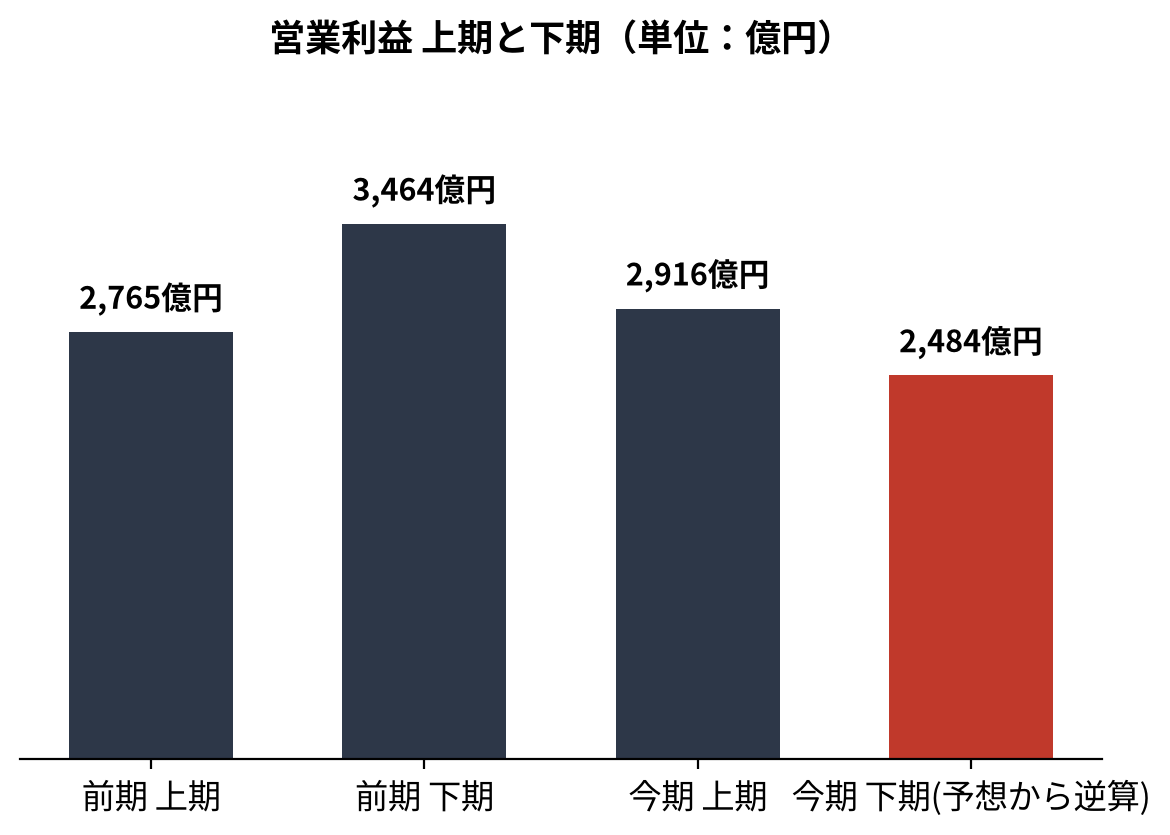 営業利益 上期と下期（単位：億円）
2,765億円
3,464億円
2,916億円
2,484億円
前期 上期
前期 下期
今期 上期
今期 下期(予想から逆算)